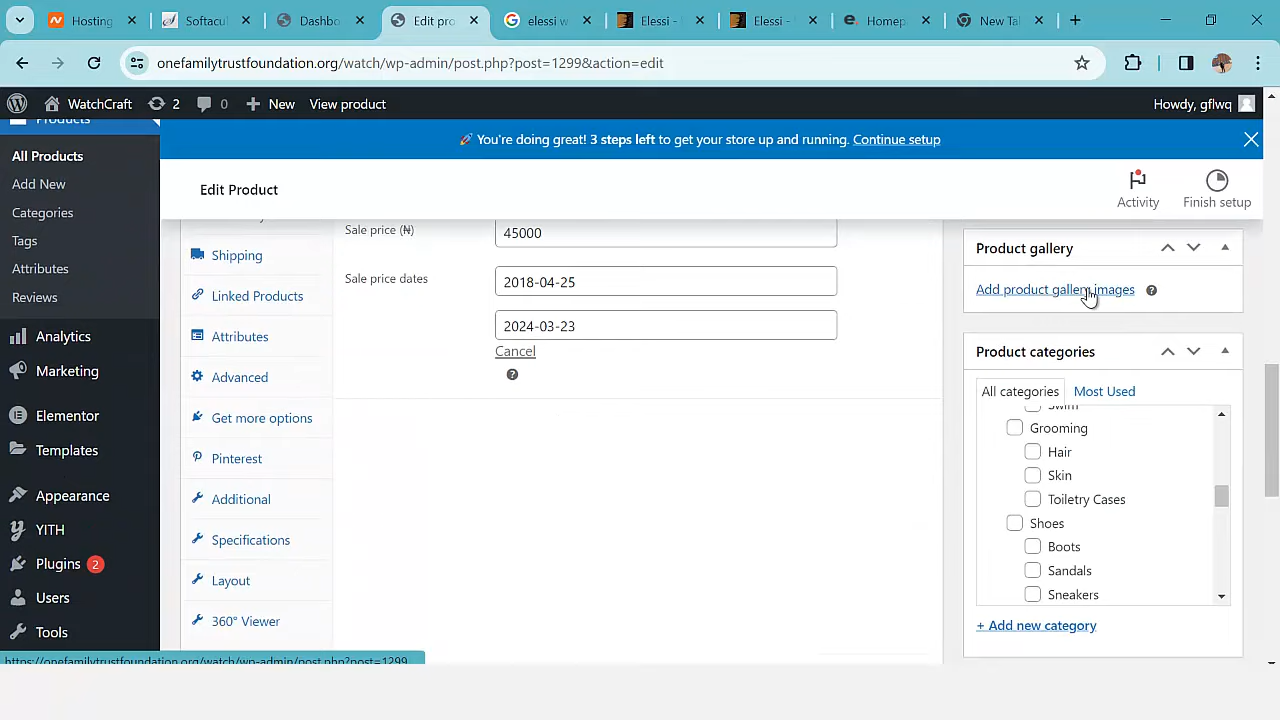 Hosting
Softacul
Dashbo
Edit pro
elessi w
Elessi -
Elessi -
Homep
New Tal
onefamilytrustfoundation.org/watch/wp-admin/post.php?post=1299&action=edit
WatchCraft
2
0
New
View product
Howdy, gflwq
Products
🚀 You're doing great! 3 steps left to get your store up and running. Continue setup
All Products
Add New
Categories
Tags
Attributes
Reviews
Analytics
Marketing
Elementor
Templates
Appearance
YITH
Plugins 2
Users
Tools
Edit Product
Activity
Finish setup
Shipping
Linked Products
Attributes
Advanced
Get more options
Pinterest
Additional
Specifications
Layout
360° Viewer
Sale price (₦)
45000
Sale price dates
2018-04-25
2024-03-23
Cancel
Product gallery
Add product gallery images
Product categories
All categories
Most Used
Swim
Grooming
Hair
Skin
Toiletry Cases
Shoes
Boots
Sandals
Sneakers
+ Add new category
https://onefamilytrustfoundation.org/watch/wp-admin/post.php?post=1299